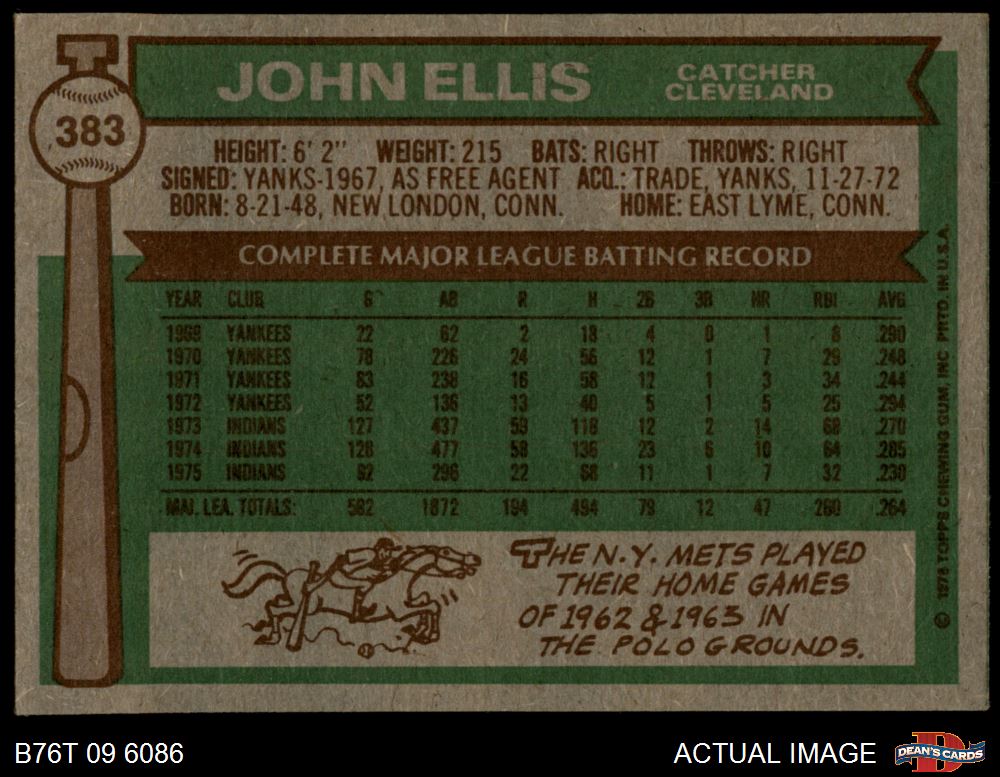 383
JOHN ELLIS
CATCHER
CLEVELAND
HEIGHT: 6' 2" WEIGHT: 215 BATS: RIGHT THROWS: RIGHT
SIGNED: YANKS-1967, AS FREE AGENT ACQ.: TRADE, YANKS, 11-27-72
BORN: 8-21-48, NEW LONDON, CONN. HOME: EAST LYME, CONN.
COMPLETE MAJOR LEAGUE BATTING RECORD
YEAR CLUB G AB R H 2B 3B HR RBI AVG
1969 YANKEES 22 62 2 18 4 0 1 8 .290
1970 YANKEES 78 226 24 56 12 1 7 29 .248
1971 YANKEES 83 238 16 58 12 1 3 34 .244
1972 YANKEES 52 136 13 40 5 1 5 25 .294
1973 INDIANS 127 437 59 118 12 2 14 68 .270
1974 INDIANS 128 477 58 136 23 6 10 64 .285
1975 INDIANS 92 296 22 68 11 1 7 32 .230
MAJ. LEA. TOTALS: 582 1872 194 494 79 12 47 260 .264
THE N.Y. METS PLAYED
THEIR HOME GAMES
OF 1962 & 1963 IN
THE POLO GROUNDS.
© 1976 TOPPS CHEWING GUM, INC PRTD. IN U.S.A.
B76T 09 6086
ACTUAL IMAGE
DEAN'S CARDS